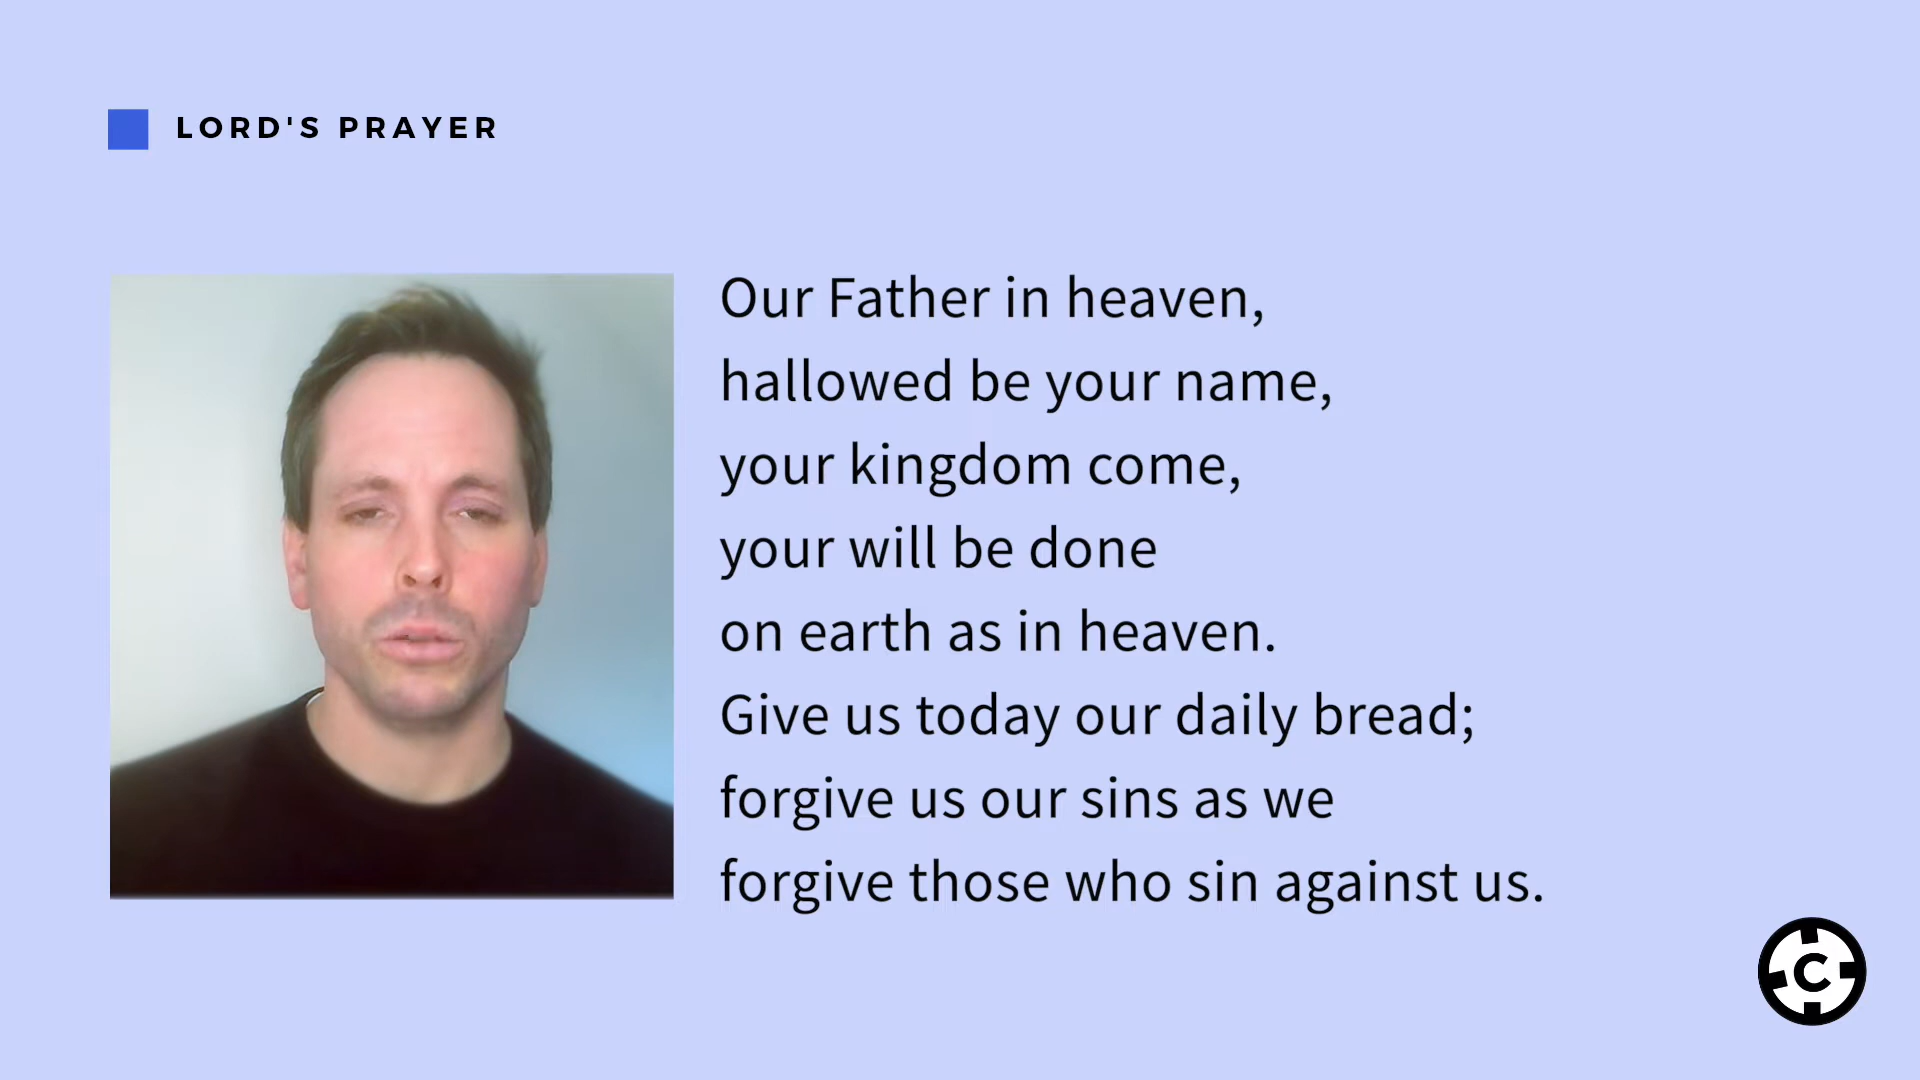 LORD'S PRAYER
Our Father in heaven,
hallowed be your name,
your kingdom come,
your will be done
on earth as in heaven.
Give us today our daily bread;
forgive us our sins as we
forgive those who sin against us.
C